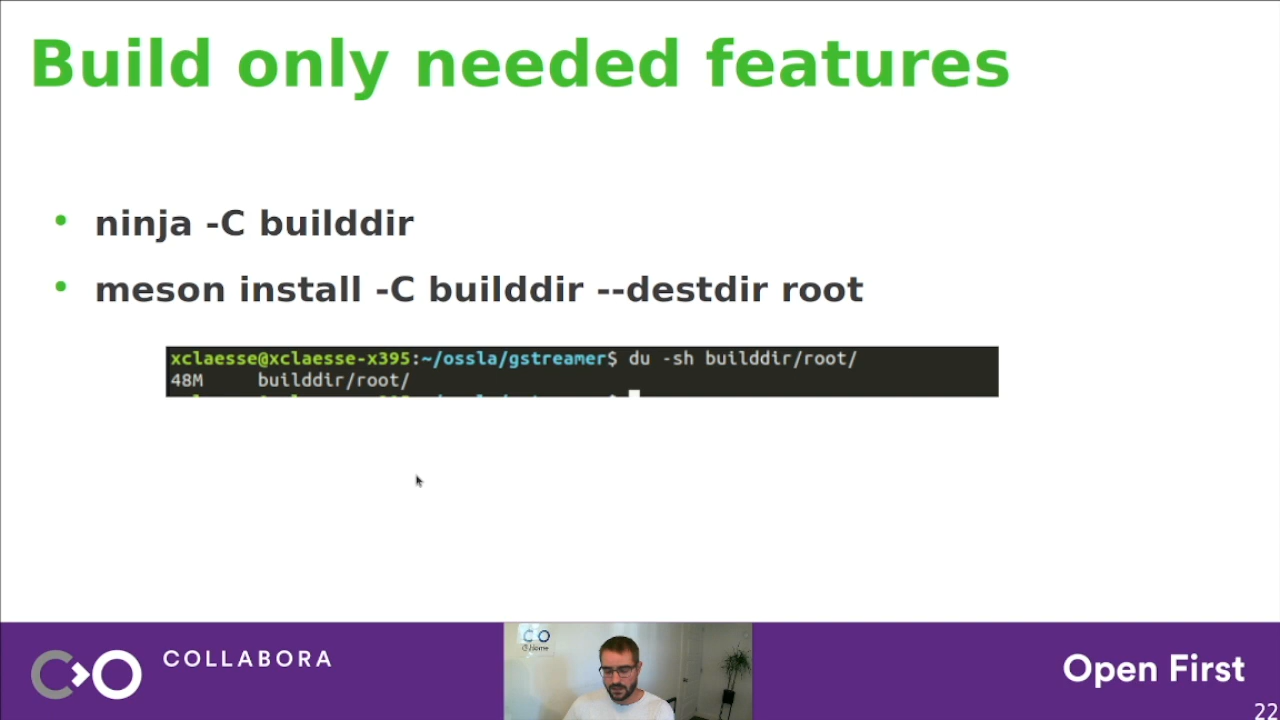 Build only needed features
• ninja -C builddir
• meson install -C builddir --destdir root
xclaesse@xclaesse-x395:~/ossla/gstreamer$ du -sh builddir/root/
48M builddir/root/
COLLABORA
Open First
22